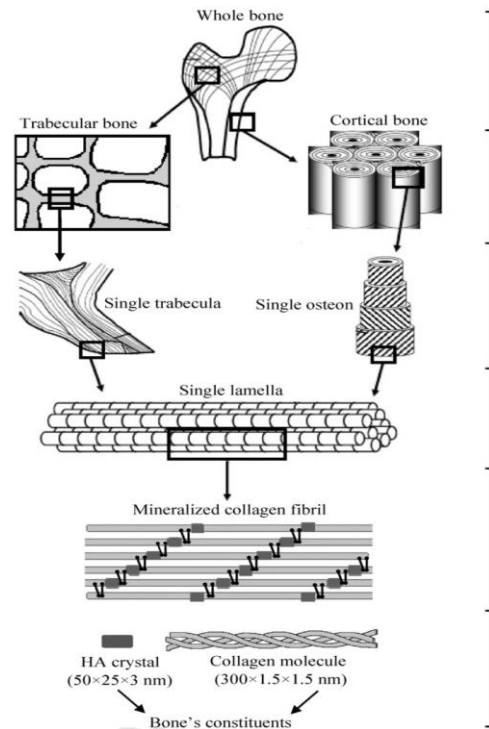 Whole bone
Trabecular bone
Cortical bone
Single trabecula
Single osteon
Single lamella
Mineralized collagen fibril
HA crystal
(50×25×3 nm)
Collagen molecule
(300×1.5×1.5 nm)
Bone's constituents